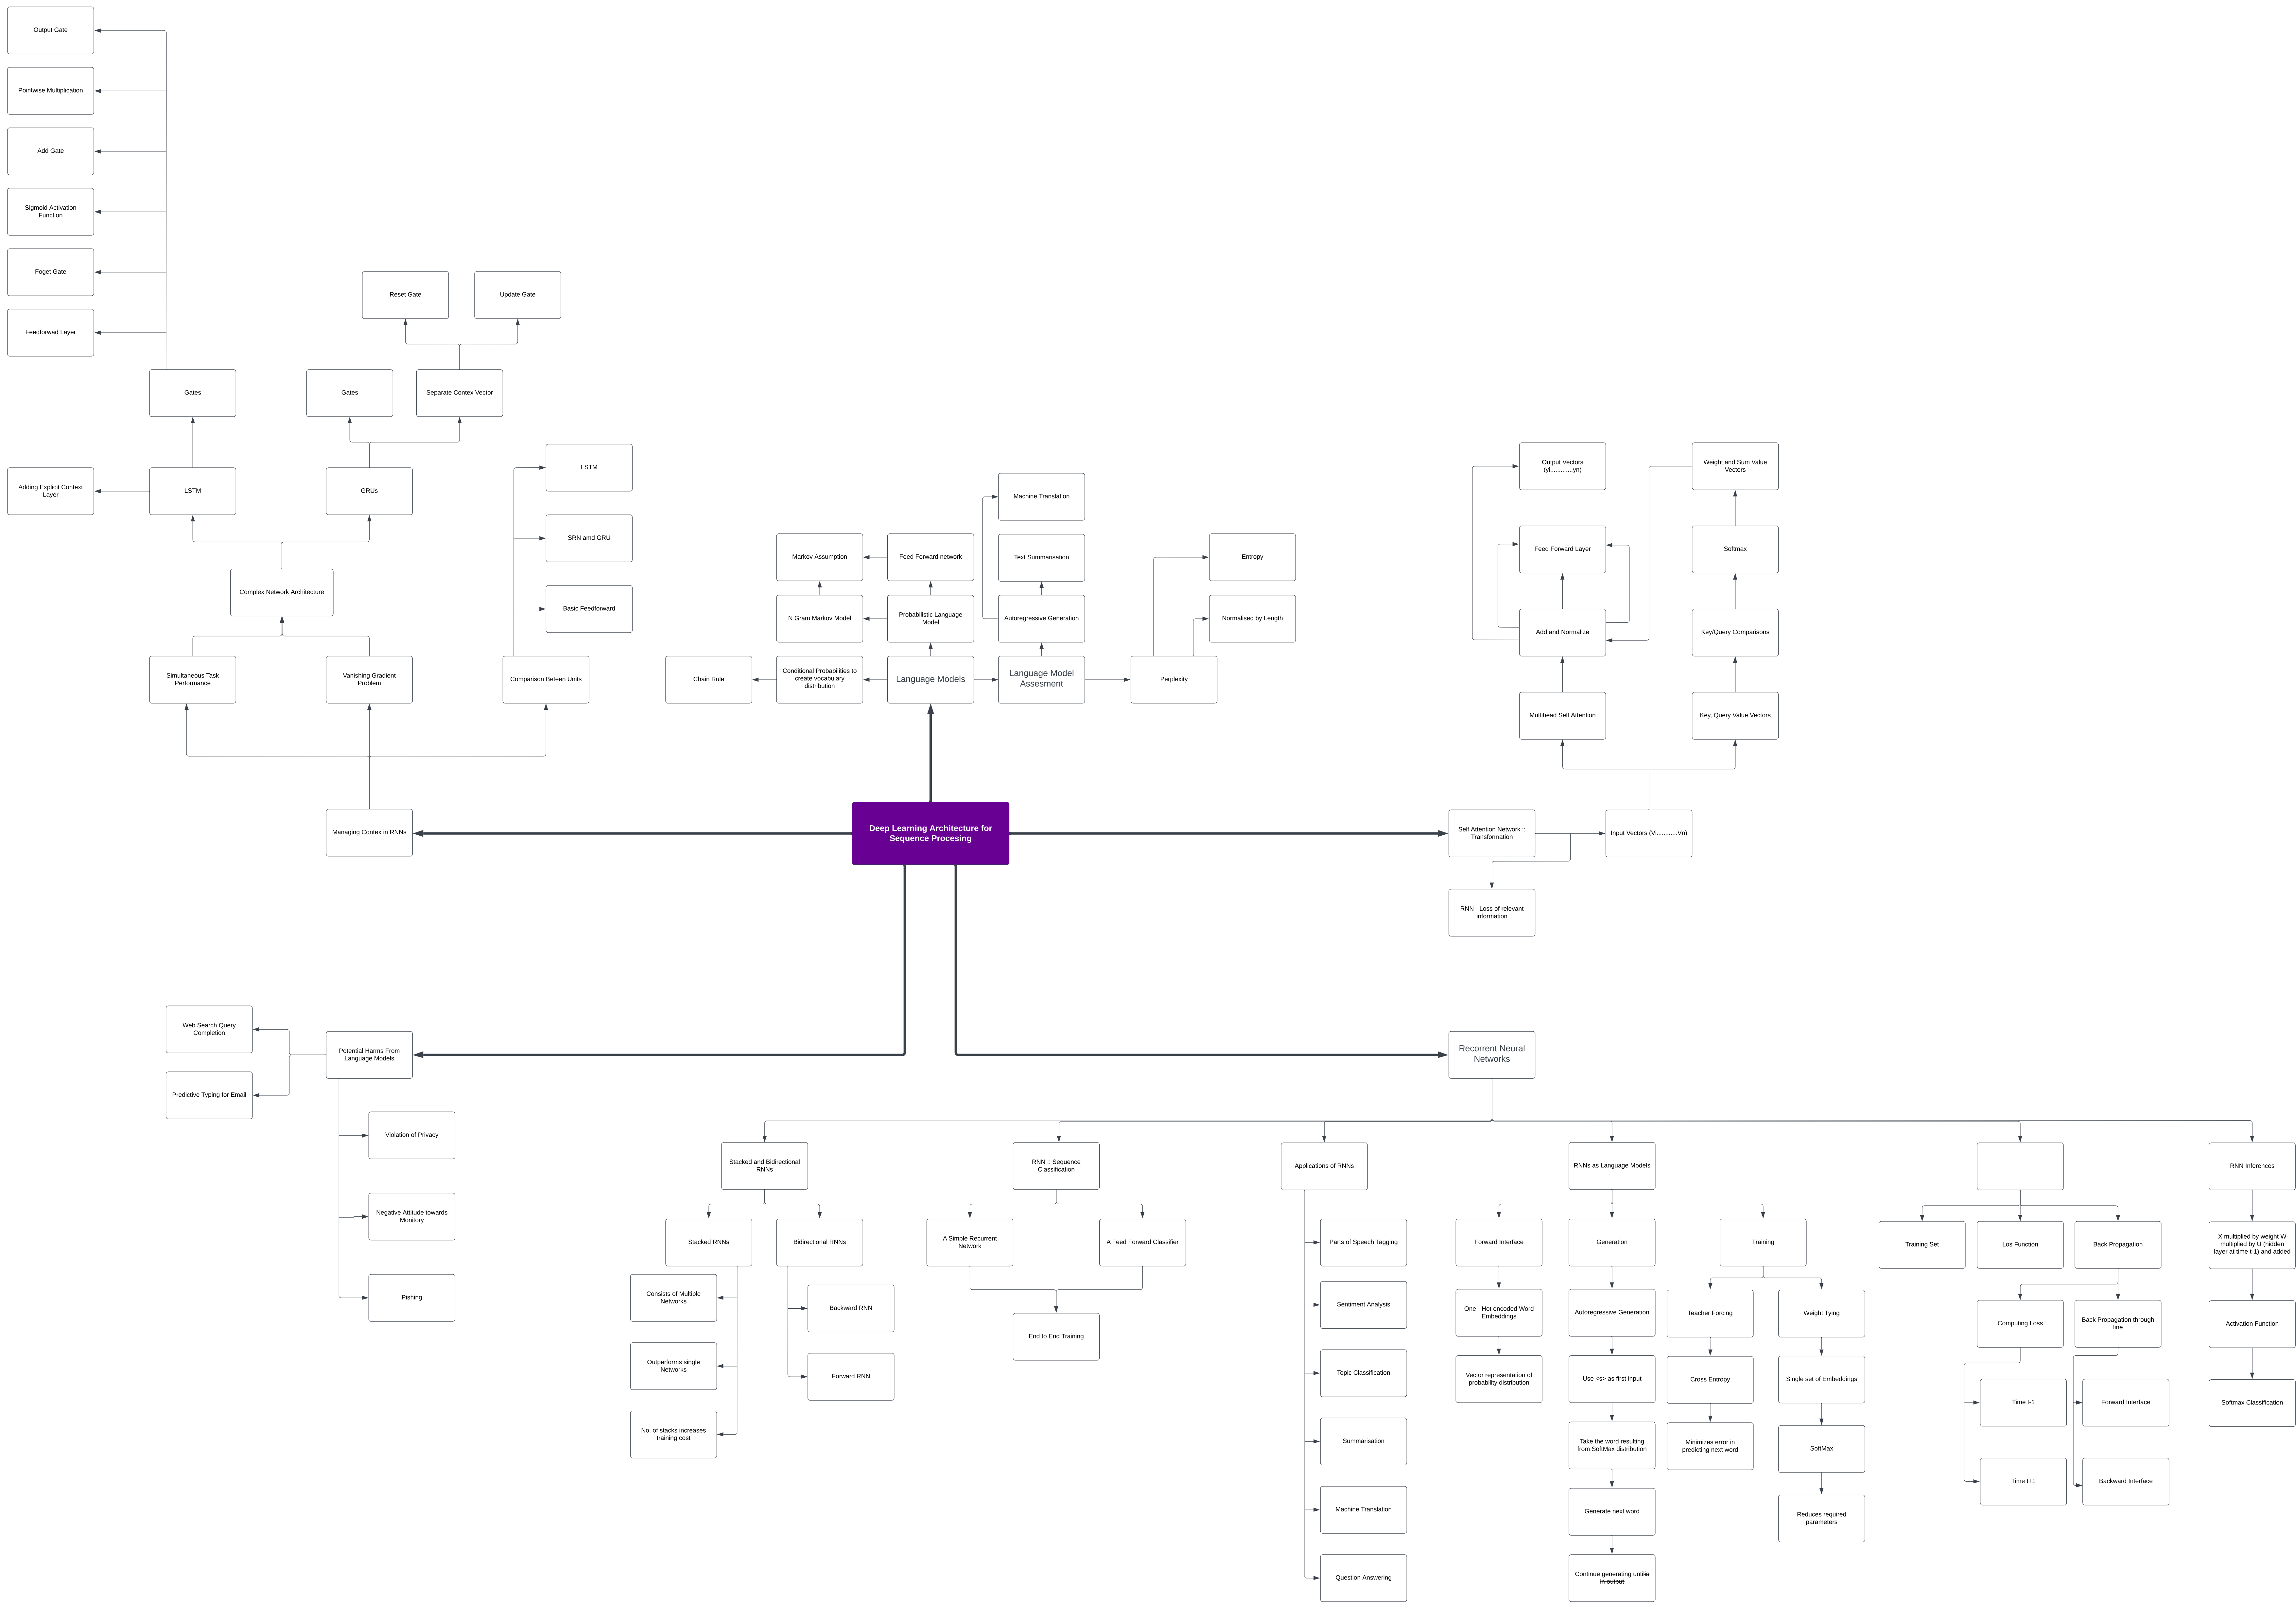 Output Gate
Pointwise Multiplication
Add Gate
Sigmoid Activation
Function
Foget Gate
Feedforwad Layer
Reset Gate
Update Gate
Gates
Gates
Separate Contex Vector
Adding Explicit Context
Layer
LSTM
GRUs
LSTM
SRN amd GRU
Basic Feedforward
Complex Network Architecture
Simultaneous Task
Performance
Vanishing Gradient
Problem
Comparison Beteen Units
Managing Contex in RNNs
Machine Translation
Markov Assumption
Feed Forward network
Text Summarisation
Entropy
N Gram Markov Model
Probabilistic Language
Model
Autoregressive Generation
Normalised by Length
Chain Rule
Conditional Probabilities to
create vocabulary
distribution
Language Models
Language Model
Assesment
Perplexity
Deep Learning Architecture for
Sequence Procesing
Output Vectors
(yi.............yn)
Weight and Sum Value
Vectors
Feed Forward Layer
Softmax
Add and Normalize
Key/Query Comparisons
Multihead Self Attention
Key, Query Value Vectors
Self Attention Network ::
Transformation
Input Vectors (Vi............Vn)
RNN - Loss of relevant
information
Web Search Query
Completion
Potential Harms From
Language Models
Predictive Typing for Email
Violation of Privacy
Negative Attitude towards
Monitory
Pishing
Recorrent Neural
Networks
Stacked and Bidirectional
RNNs
RNN :: Sequence
Classification
Applications of RNNs
RNNs as Language Models
RNN Inferences
Stacked RNNs
Bidirectional RNNs
A Simple Recurrent
Network
A Feed Forward Classifier
Parts of Speech Tagging
Forward Interface
Generation
Training
Training Set
Los Function
Back Propagation
X multiplied by weight W
multiplied by U (hidden
layer at time t-1) and added
Consists of Multiple
Networks
Backward RNN
End to End Training
Sentiment Analysis
One - Hot encoded Word
Embeddings
Autoregressive Generation
Teacher Forcing
Weight Tying
Computing Loss
Back Propagation through
line
Activation Function
Outperforms single
Networks
Forward RNN
Topic Classification
Vector representation of
probability distribution
Use <s> as first input
Cross Entropy
Single set of Embeddings
Time t-1
Forward Interface
Softmax Classification
No. of stacks increases
training cost
Summarisation
Take the word resulting
from SoftMax distribution
Minimizes error in
predicting next word
SoftMax
Time t+1
Backward Interface
Machine Translation
Generate next word
Reduces required
parameters
Question Answering
Continue generating untilis
in output